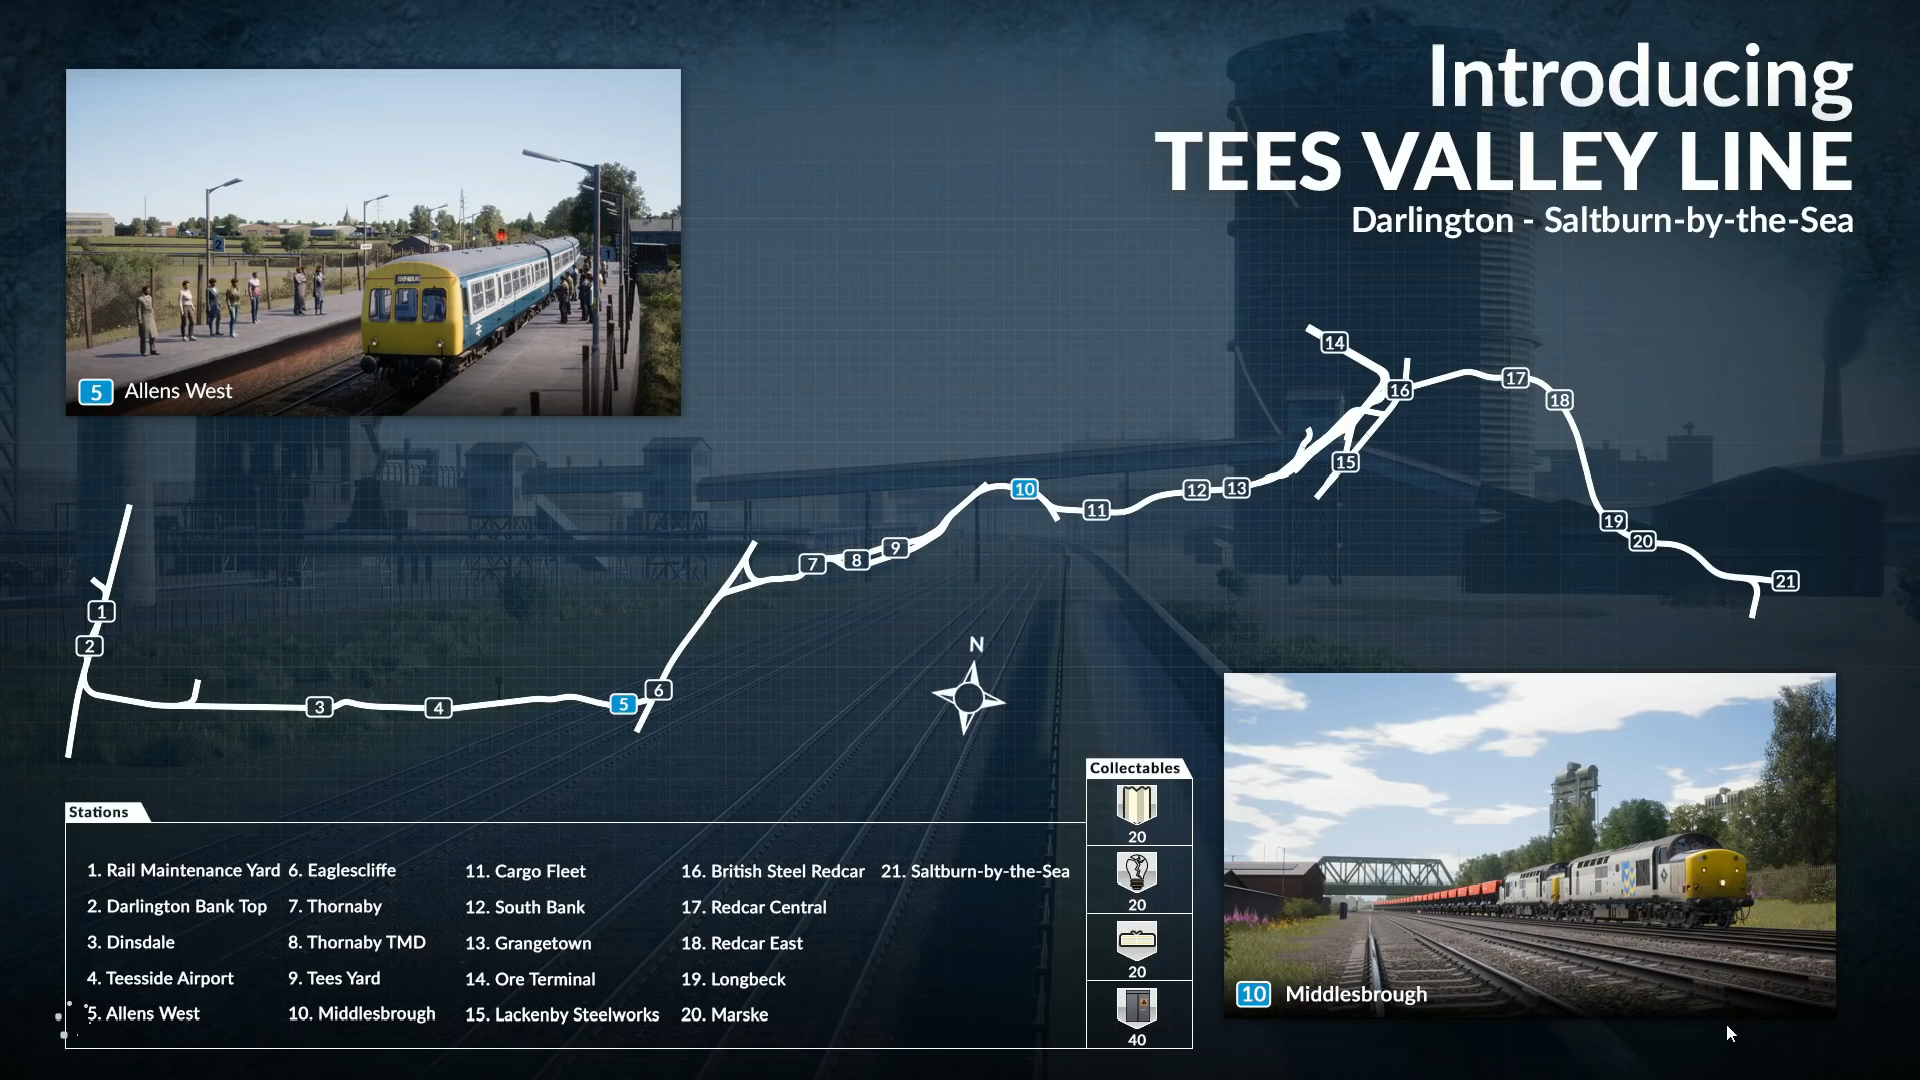 Introducing
TEES VALLEY LINE
Darlington - Saltburn-by-the-Sea
2
5 Allens West
14
16
17
18
15
10
12
13
11
19
9
20
8
7
21
1
2
N
6
5
3
4
Stations
1. Rail Maintenance Yard
2. Darlington Bank Top
3. Dinsdale
4. Teesside Airport
5. Allens West
6. Eaglescliffe
7. Thornaby
8. Thornaby TMD
9. Tees Yard
10. Middlesbrough
11. Cargo Fleet
12. South Bank
13. Grangetown
14. Ore Terminal
15. Lackenby Steelworks
16. British Steel Redcar
17. Redcar Central
18. Redcar East
19. Longbeck
20. Marske
21. Saltburn-by-the-Sea
Collectables
20
20
20
40
10 Middlesbrough